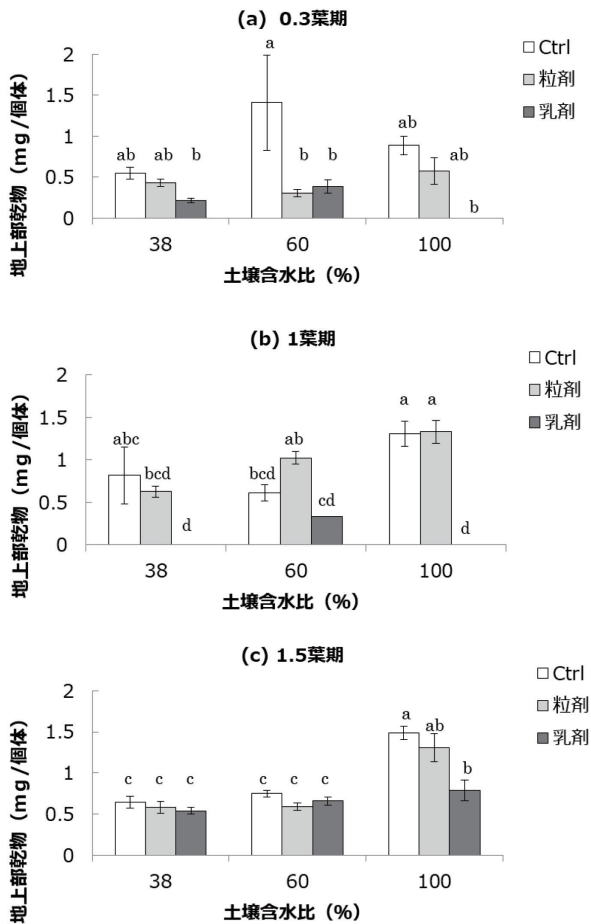 (a) 0.3葉期
地上部乾物 (mg/個体)
2
1.5
1
0.5
0
a
ab ab b
b b
ab
ab
b
Ctrl
粒剤
乳剤
38 60 100
土壌含水比 (%)
(b) 1葉期
地上部乾物 (mg/個体)
2
1.5
1
0.5
0
abc
bcd
d
bcd
ab
cd
a a
d
Ctrl
粒剤
乳剤
38 60 100
土壌含水比 (%)
(c) 1.5葉期
地上部乾物 (mg/個体)
2
1.5
1
0.5
0
c c c
c c c
a
ab
b
Ctrl
粒剤
乳剤
38 60 100
土壌含水比 (%)